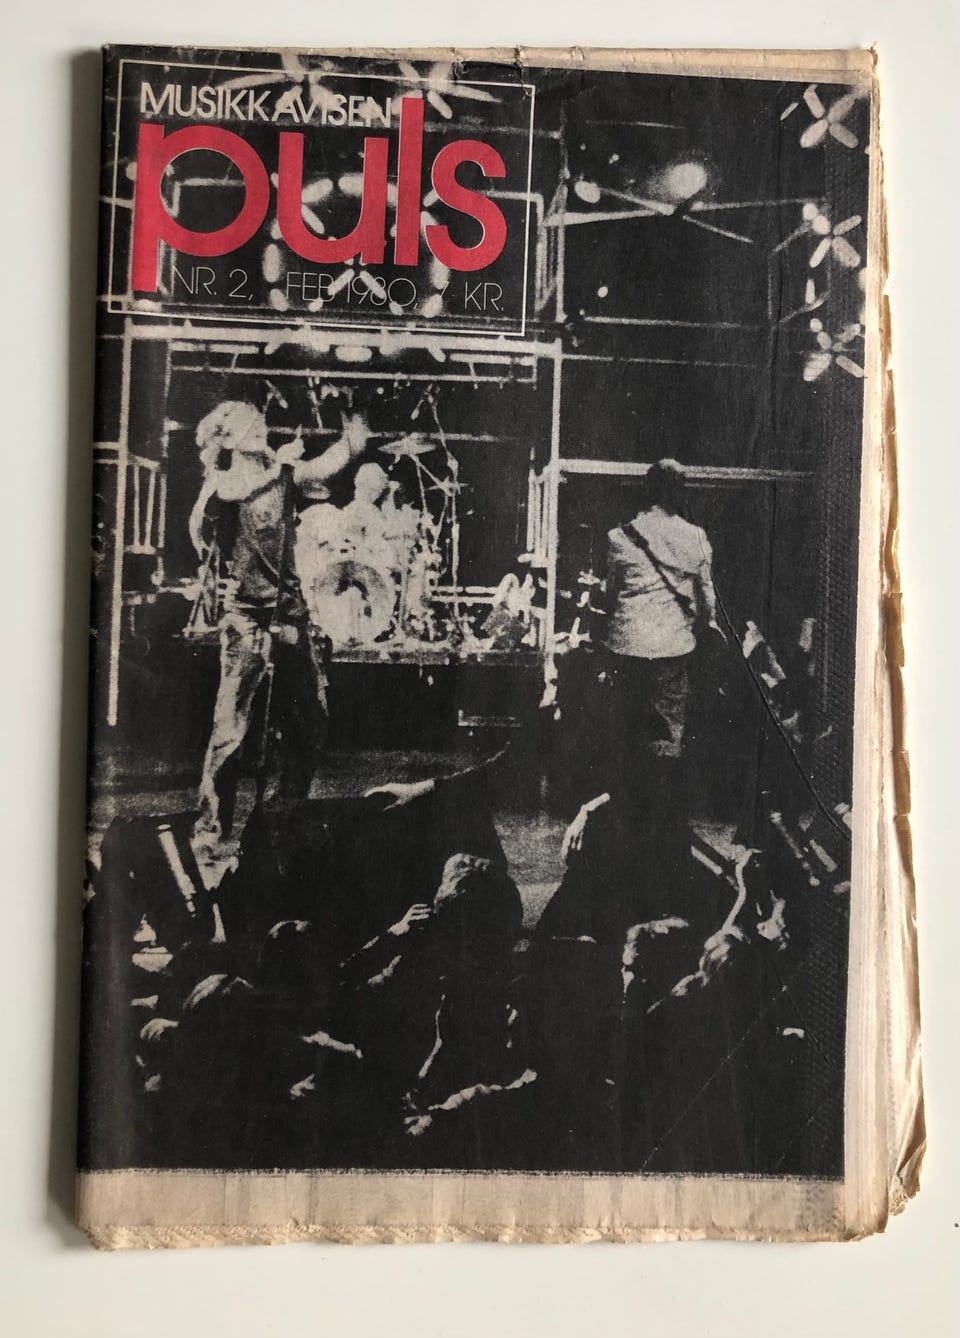 MUSIKKAVISEN
puls
NR. 2, FEB 1980, 7 KR.